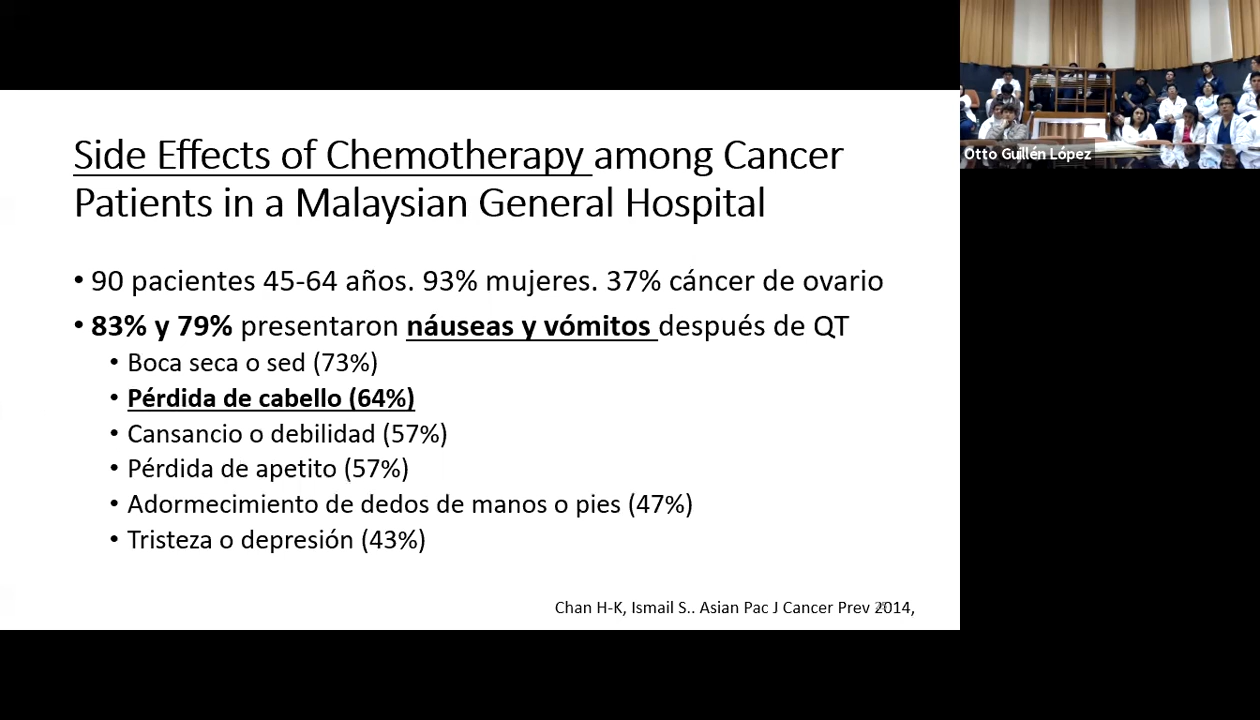 Side Effects of Chemotherapy among Cancer
Patients in a Malaysian General Hospital
• 90 pacientes 45-64 años. 93% mujeres. 37% cáncer de ovario
• 83% y 79% presentaron náuseas y vómitos después de QT
• Boca seca o sed (73%)
• Pérdida de cabello (64%)
• Cansancio o debilidad (57%)
• Pérdida de apetito (57%)
• Adormecimiento de dedos de manos o pies (47%)
• Tristeza o depresión (43%)
Chan H-K, Ismail S.. Asian Pac J Cancer Prev 2014,
Otto Guillén López